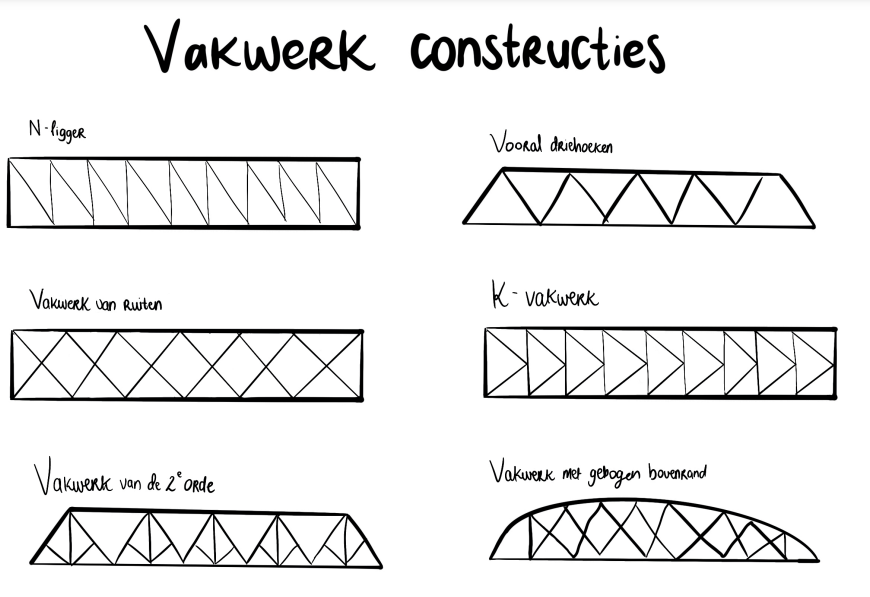 Vakwerk constructies
N-ligger
Vooral driehoeken
Vakwerk van ruiten
K-vakwerk
Vakwerk van de 2e orde
Vakwerk met gebogen bovenrand